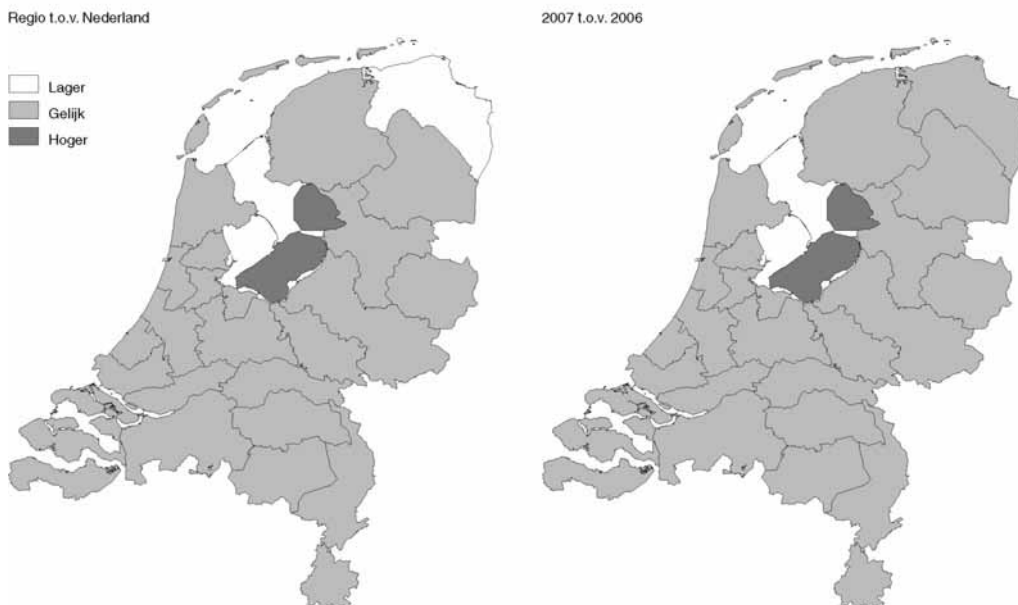 Regio t.o.v. Nederland
2007 t.o.v. 2006
Lager
Gelijk
Hoger